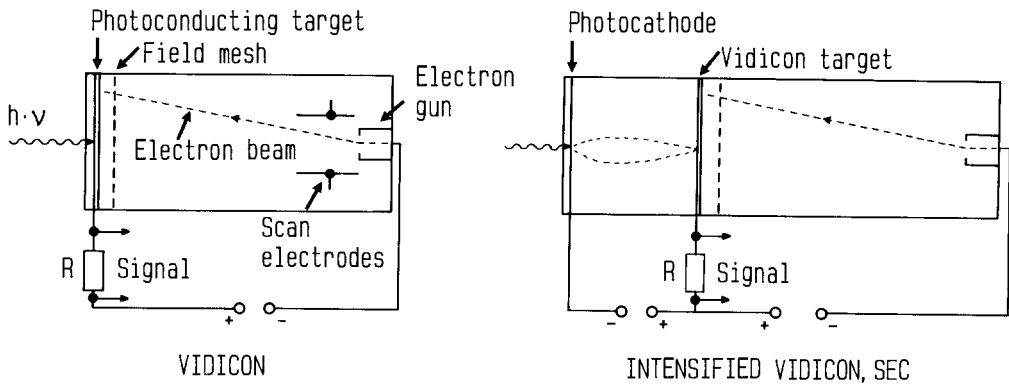 Photoconducting target
Field mesh
Electron
gun
h·ν
Electron beam
Scan
electrodes
R
Signal
+
-
VIDICON
Photocathode
Vidicon target
R
Signal
-
+
+
-
INTENSIFIED VIDICON, SEC